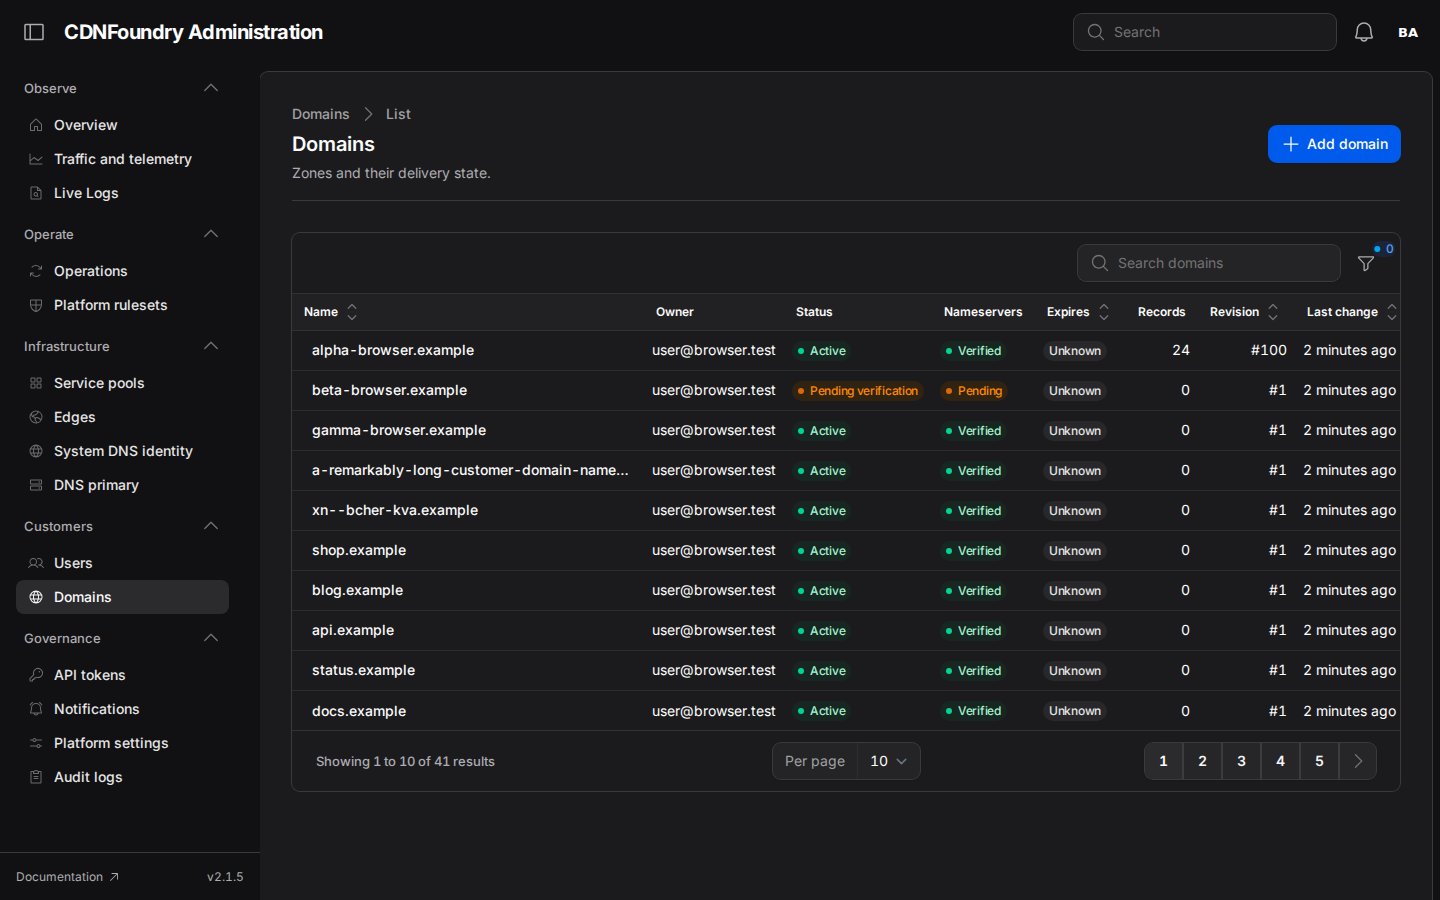 CDNFoundry Administration
Search
BA
Observe
Overview
Traffic and telemetry
Live Logs
Operate
Operations
Platform rulesets
Infrastructure
Service pools
Edges
System DNS identity
DNS primary
Customers
Users
Domains
Governance
API tokens
Notifications
Platform settings
Audit logs
Documentation v2.1.5
Domains List
Domains
Zones and their delivery state.
Add domain
Search domains
0
Name Owner Status Nameservers Expires Records Revision Last change
alpha-browser.example user@browser.test Active Verified Unknown 24 #100 2 minutes ago
beta-browser.example user@browser.test Pending verification Pending Unknown 0 #1 2 minutes ago
gamma-browser.example user@browser.test Active Verified Unknown 0 #1 2 minutes ago
a-remarkably-long-customer-domain-name... user@browser.test Active Verified Unknown 0 #1 2 minutes ago
xn--bcher-kva.example user@browser.test Active Verified Unknown 0 #1 2 minutes ago
shop.example user@browser.test Active Verified Unknown 0 #1 2 minutes ago
blog.example user@browser.test Active Verified Unknown 0 #1 2 minutes ago
api.example user@browser.test Active Verified Unknown 0 #1 2 minutes ago
status.example user@browser.test Active Verified Unknown 0 #1 2 minutes ago
docs.example user@browser.test Active Verified Unknown 0 #1 2 minutes ago
Showing 1 to 10 of 41 results Per page 10 1 2 3 4 5